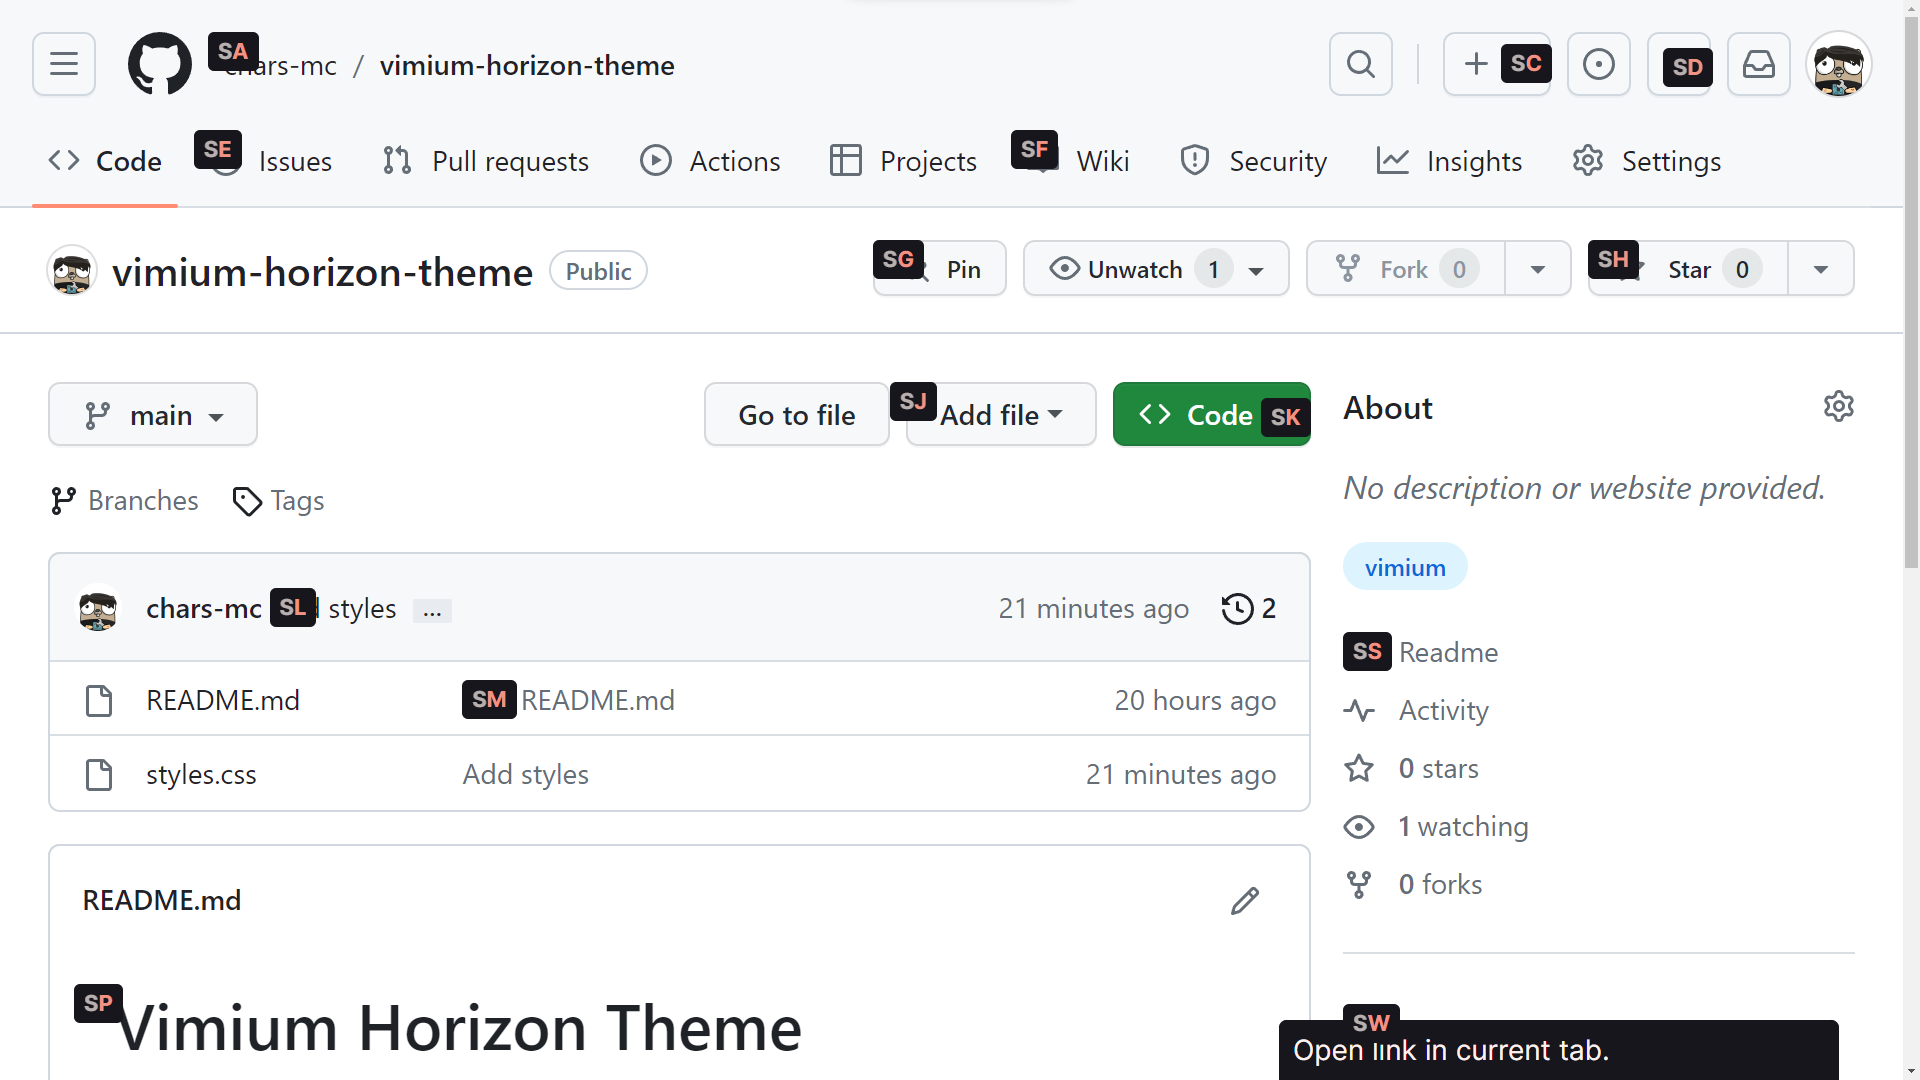 SA
chars-mc / vimium-horizon-theme
SC
SD
Code
SE
Issues
Pull requests
Actions
Projects
SF
Wiki
Security
Insights
Settings
vimium-horizon-theme
Public
SG
Pin
Unwatch 1
Fork 0
SH
Star 0
main
Go to file
SJ
Add file
Code
SK
Branches
Tags
chars-mc SL styles ...
21 minutes ago
2
README.md
SM README.md
20 hours ago
styles.css
Add styles
21 minutes ago
README.md
SP
Vimium Horizon Theme
About
No description or website provided.
vimium
SS
Readme
Activity
0 stars
1 watching
0 forks
SW
Open link in current tab.